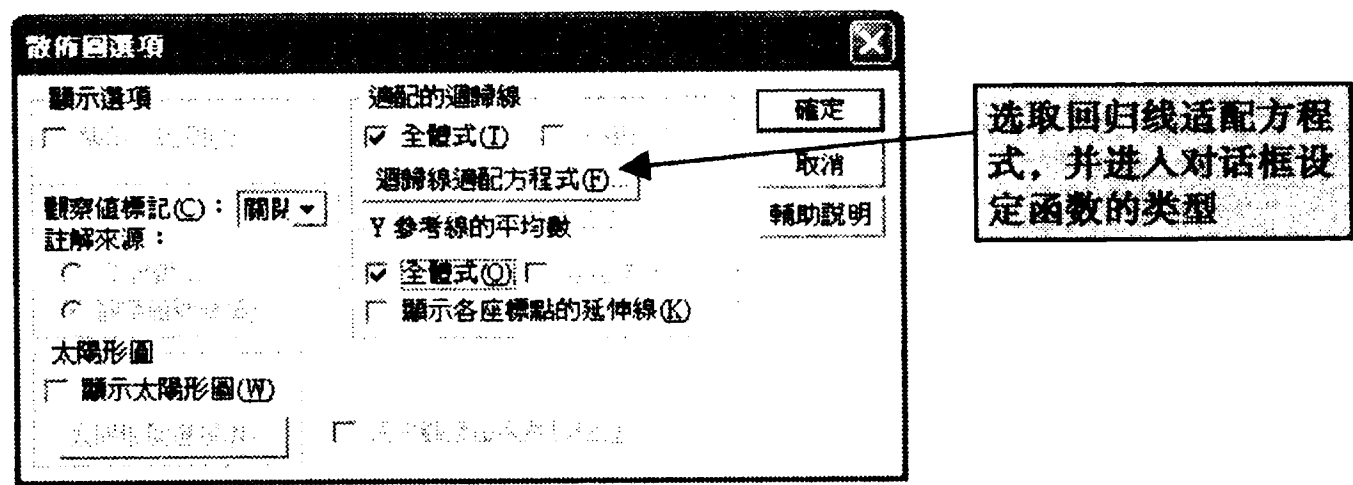 散佈圖選項
顯示選項
觀察值標記(C)：關閉
註解來源：
太陽形圖
顯示太陽形圖(W)
適配的迴歸線
全體式(I)
迴歸線適配方程式(F)...
Y 參考線的平均數
全體式(O)
顯示各座標點的延伸線(K)
確定
取消
輔助説明
选取回归线适配方程
式，并进入对话框设
定函数的类型